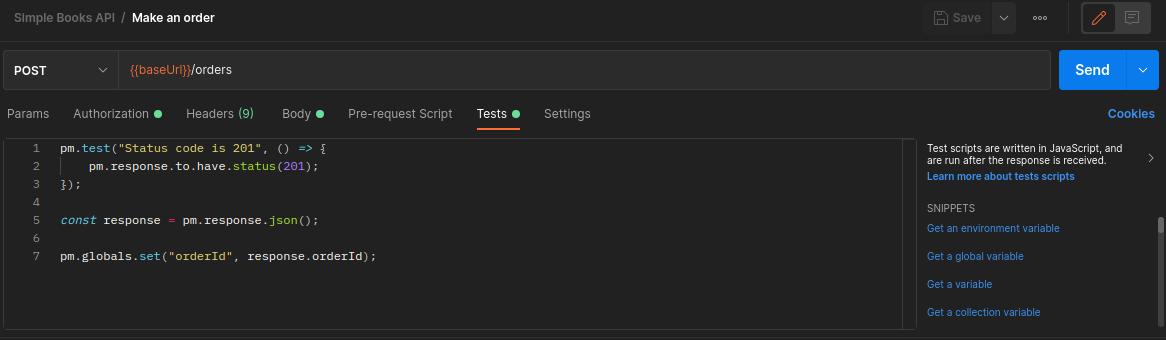 Simple Books API / Make an order
Save
POST
{{baseUrl}}/orders
Send
Params
Authorization
Headers (9)
Body
Pre-request Script
Tests
Settings
Cookies
1 pm.test("Status code is 201", () => {
2 pm.response.to.have.status(201);
3 });
4
5 const response = pm.response.json();
6
7 pm.globals.set("orderId", response.orderId);
Test scripts are written in JavaScript, and
are run after the response is received.
Learn more about tests scripts
SNIPPETS
Get an environment variable
Get a global variable
Get a variable
Get a collection variable